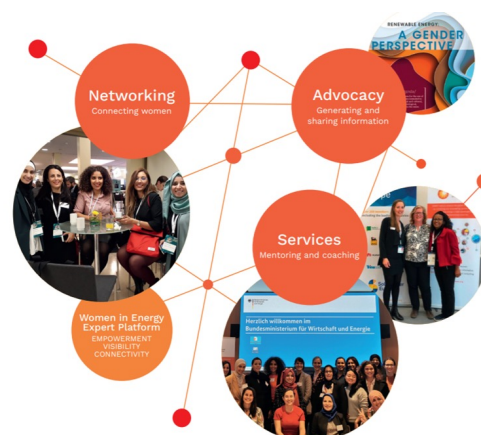 RENEWABLE ENERGY:
A GENDER
PERSPECTIVE
Networking
Connecting women
Advocacy
Generating and
sharing information
Services
Mentoring and coaching
Women in Energy
Expert Platform
EMPOWERMENT
VISIBILITY
CONNECTIVITY
Herzlich willkommen im
Bundesministerium für Wirtschaft und Energie